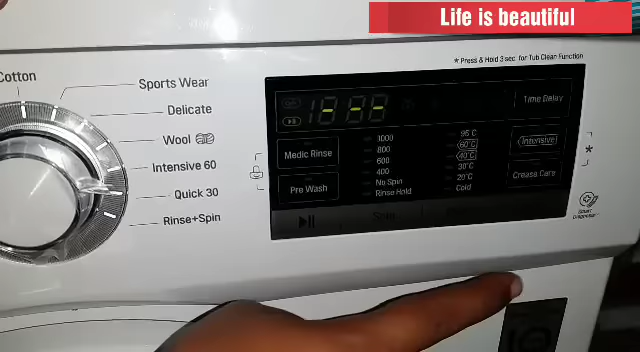 Life is beautiful
* Press & Hold 3 sec. for Tub Clean Function
Cotton
Sports Wear
Delicate
Wool
Intensive 60
Quick 30
Rinse+Spin
Medic Rinse
Pre Wash
1000
800
600
400
No Spin
Rinse Hold
95°C
60°C
40°C
30°C
20°C
Cold
Time Delay
Intensive
Crease Care
*
Spin
Smart
Diagnosis